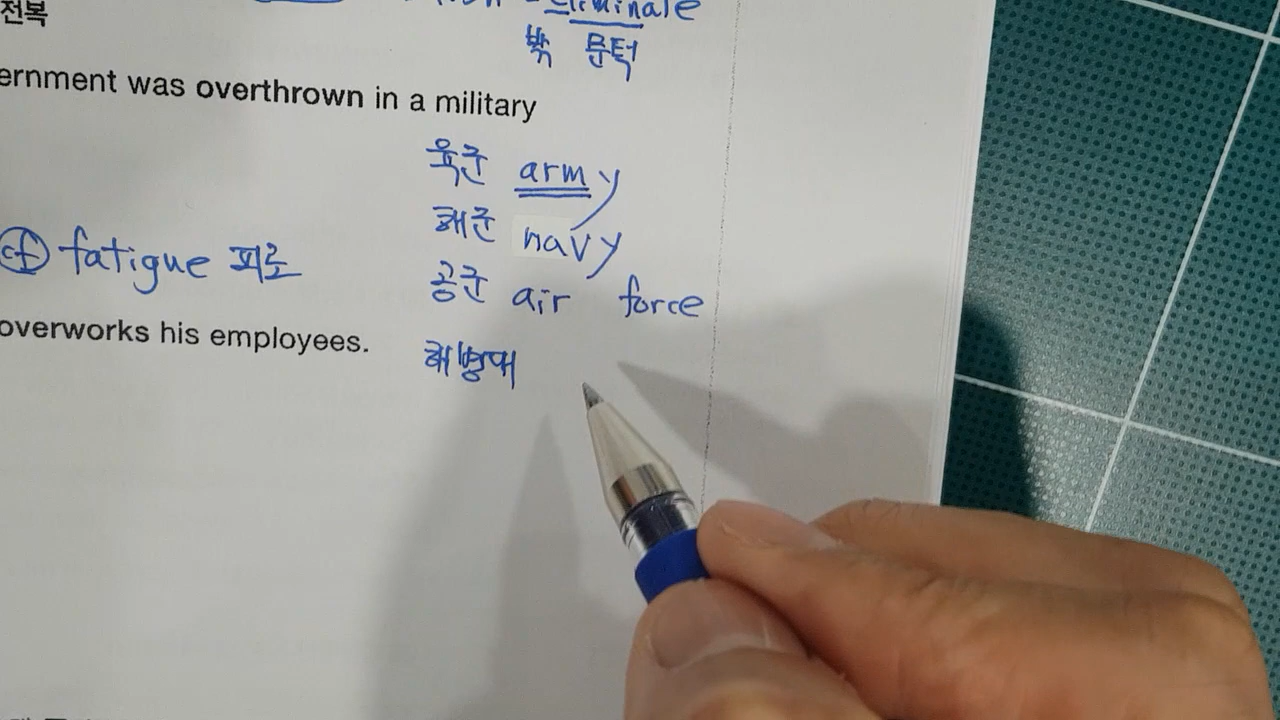 전복 eliminate
밖 문턱
ernment was overthrown in a military
육군 army
해군 navy
cf fatigue 피로
공군 air force
overworks his employees.
해병대